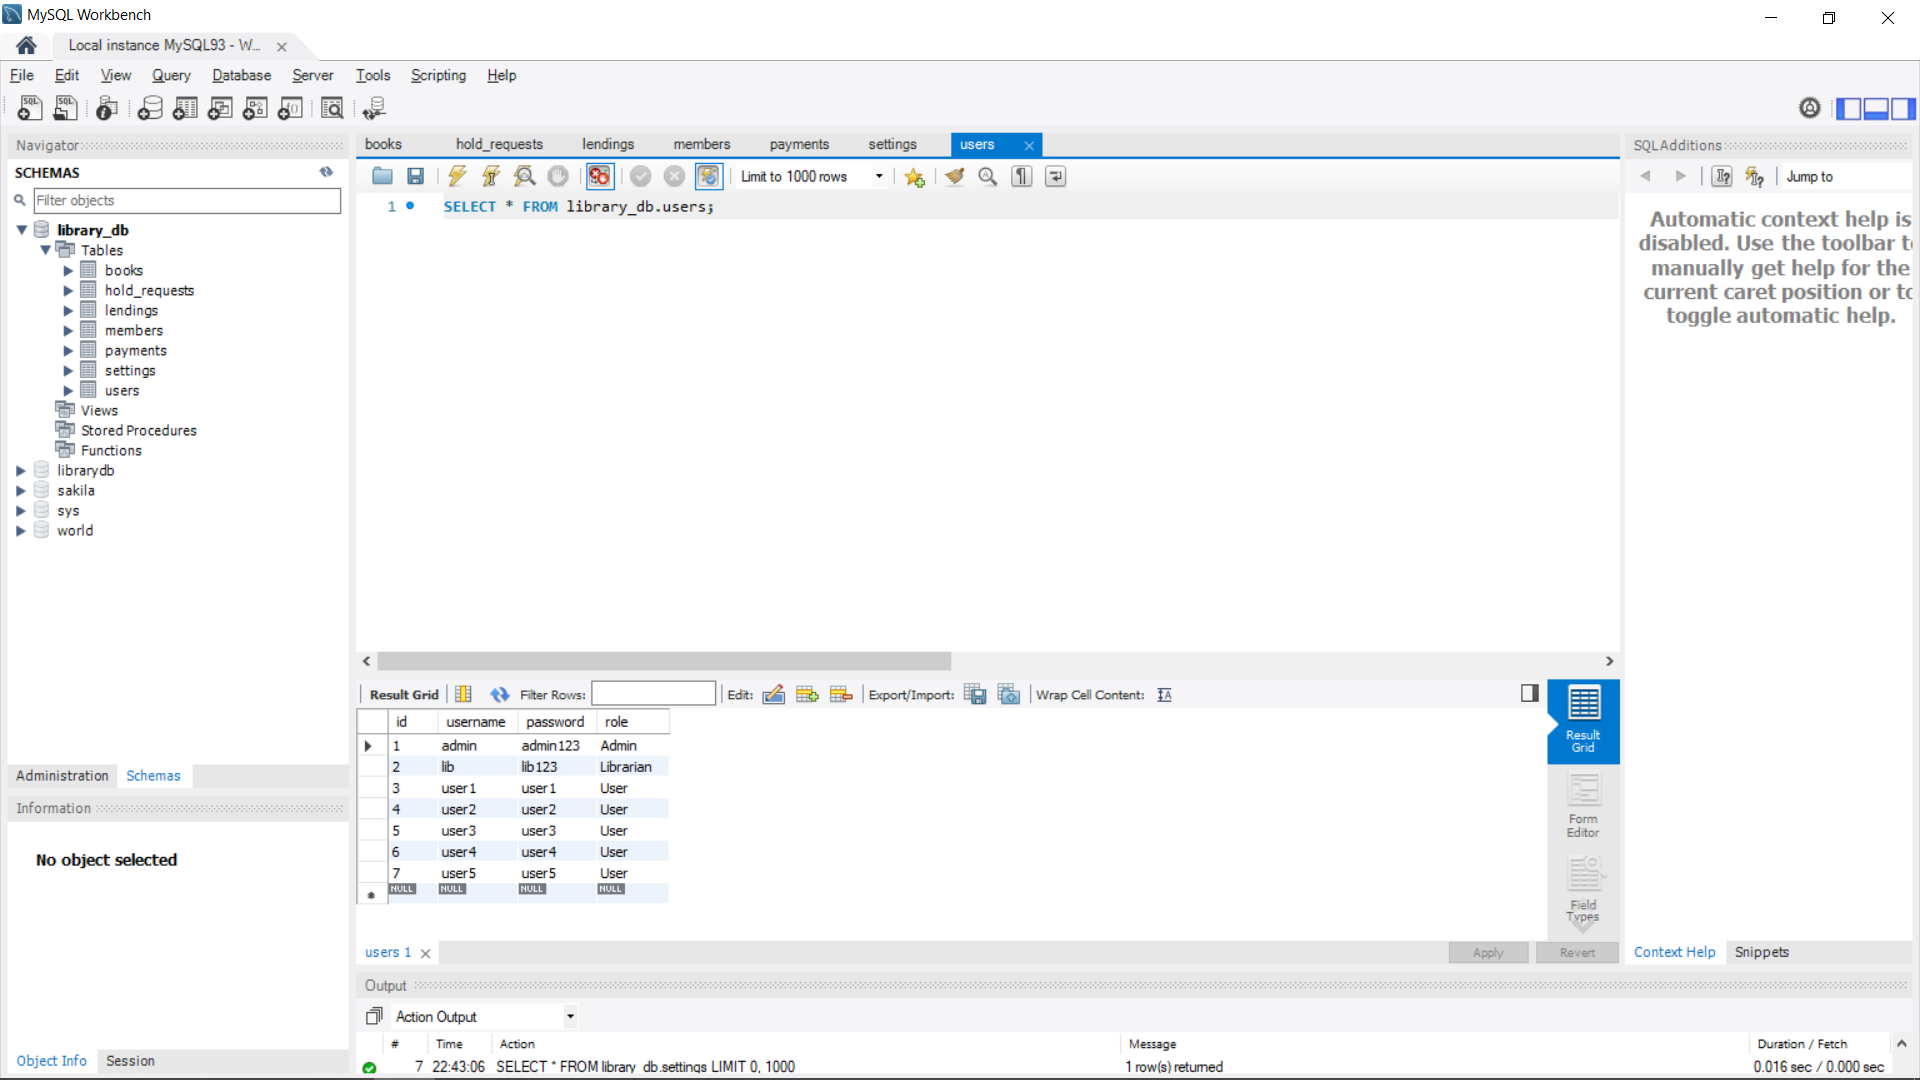 MySQL Workbench
Local instance MySQL93 - W...
File Edit View Query Database Server Tools Scripting Help
Navigator
SCHEMAS
Filter objects
library_db
Tables
books
hold_requests
lendings
members
payments
settings
users
Views
Stored Procedures
Functions
librarydb
sakila
sys
world
Administration Schemas
Information
No object selected
Object Info Session
books hold_requests lendings members payments settings users
Limit to 1000 rows
1 SELECT * FROM library_db.users;
Result Grid Filter Rows: Edit: Export/Import: Wrap Cell Content:
id username password role
1 admin admin123 Admin
2 lib lib123 Librarian
3 user1 user1 User
4 user2 user2 User
5 user3 user3 User
6 user4 user4 User
7 user5 user5 User
NULL NULL NULL NULL
Result
Grid
Form
Editor
Field
Types
users 1
Apply Revert
Output
Action Output
# Time Action Message Duration / Fetch
7 22:43:06 SELECT * FROM library_db.settings LIMIT 0, 1000 1 row(s) returned 0.016 sec / 0.000 sec
SQLAdditions
Jump to
Automatic context help is
disabled. Use the toolbar t
manually get help for the
current caret position or to
toggle automatic help.
Context Help Snippets